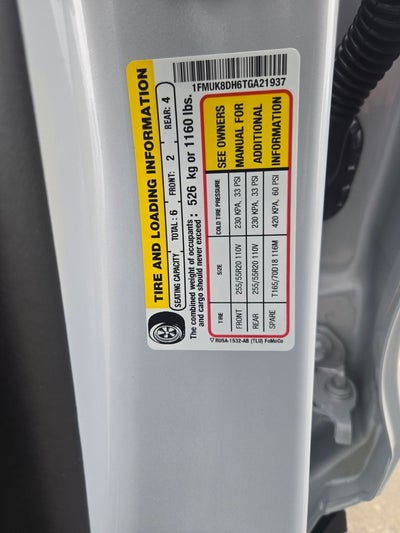 1FMUK8DH6TGA21937
TIRE AND LOADING INFORMATION
SEATING CAPACITY TOTAL: 6 FRONT: 2 REAR: 4
The combined weight of occupants and cargo should never exceed : 526 kg or 1160 lbs.
TIRE SIZE COLD TIRE PRESSURE
FRONT 255/55R20 110V 230 KPA, 33 PSI
REAR 255/55R20 110V 230 KPA, 33 PSI
SPARE T165/70D18 116M 420 KPA, 60 PSI
SEE OWNERS
MANUAL FOR
ADDITIONAL
INFORMATION
RU5A-1532-AB (TLU) FoMoCo